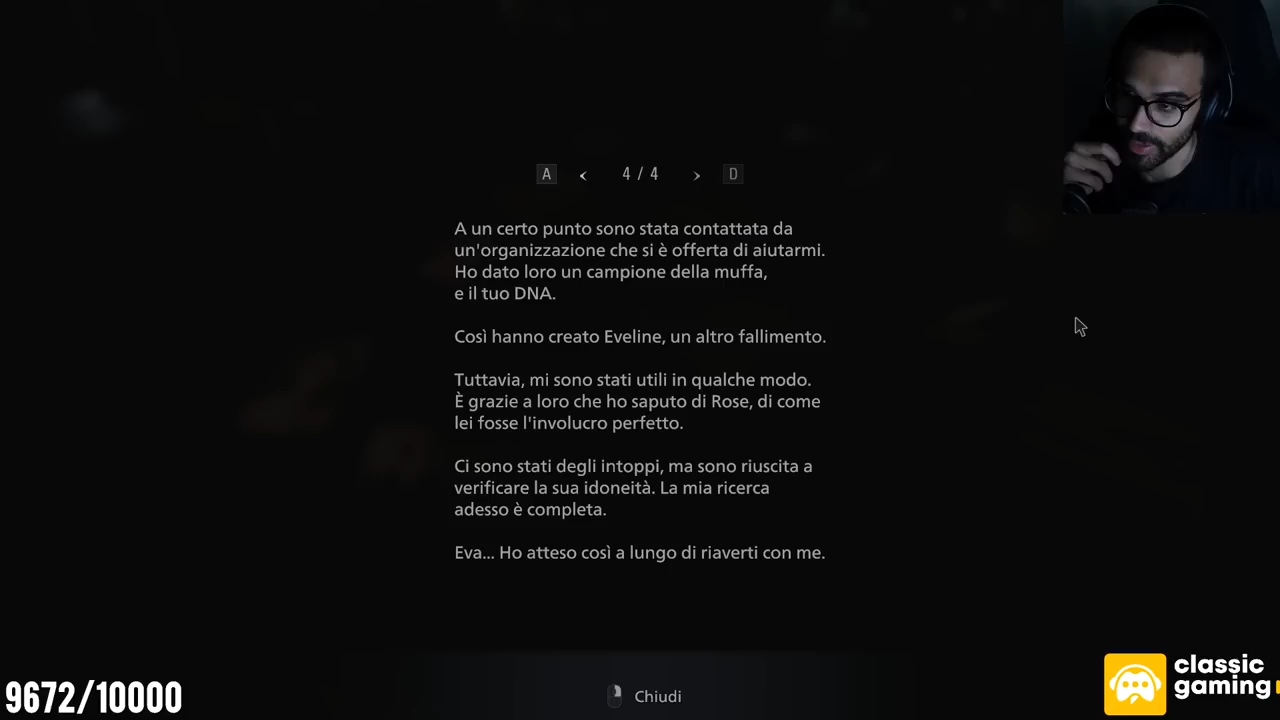 A < 4 / 4 > D
A un certo punto sono stata contattata da
un'organizzazione che si è offerta di aiutarmi.
Ho dato loro un campione della muffa,
e il tuo DNA.
Così hanno creato Eveline, un altro fallimento.
Tuttavia, mi sono stati utili in qualche modo.
È grazie a loro che ho saputo di Rose, di come
lei fosse l'involucro perfetto.
Ci sono stati degli intoppi, ma sono riuscita a
verificare la sua idoneità. La mia ricerca
adesso è completa.
Eva... Ho atteso così a lungo di riaverti con me.
Chiudi
9672/10000
classic
gaming